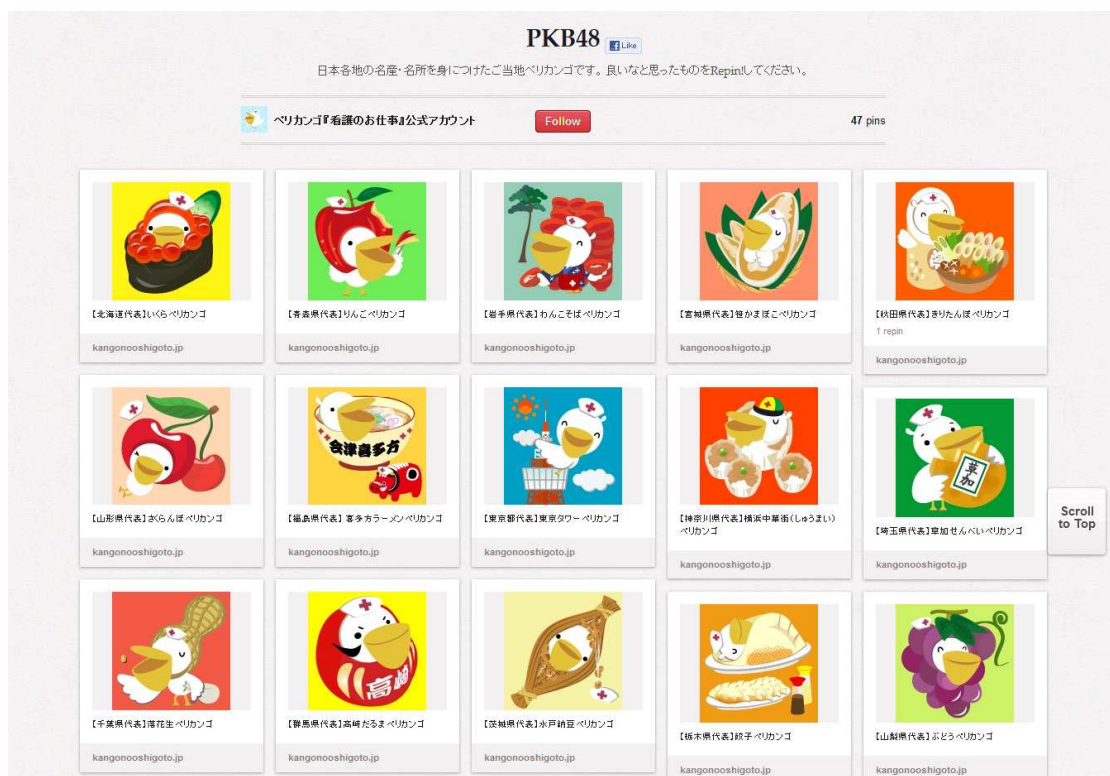 PKB48
Like
日本各地の名産・名所を身につけたご当地ペリカンゴです。良いなと思ったものをRepin!してください。
ペリカンゴ『看護のお仕事』公式アカウント
Follow
47 pins
【北海道代表】いくらペリカンゴ
kangonooshigoto.jp
【青森県代表】りんごペリカンゴ
kangonooshigoto.jp
【岩手県代表】わんこそばペリカンゴ
kangonooshigoto.jp
【宮城県代表】笹かまぼこペリカンゴ
kangonooshigoto.jp
【秋田県代表】きりたんぽペリカンゴ
1 repin
kangonooshigoto.jp
【山形県代表】さくらんぼペリカンゴ
kangonooshigoto.jp
会津喜多方
【福島県代表】喜多方ラーメンペリカンゴ
kangonooshigoto.jp
【東京都代表】東京タワーペリカンゴ
kangonooshigoto.jp
【神奈川県代表】横浜中華街(しゅうまい)
ペリカンゴ
kangonooshigoto.jp
草加
【埼玉県代表】草加せんべいペリカンゴ
kangonooshigoto.jp
Scroll
to Top
【千葉県代表】落花生ペリカンゴ
kangonooshigoto.jp
高崎
【群馬県代表】高崎だるまペリカンゴ
kangonooshigoto.jp
【茨城県代表】水戸納豆ペリカンゴ
kangonooshigoto.jp
【栃木県代表】餃子ペリカンゴ
kangonooshigoto.jp
【山梨県代表】ぶどうペリカンゴ
kangonooshigoto.jp